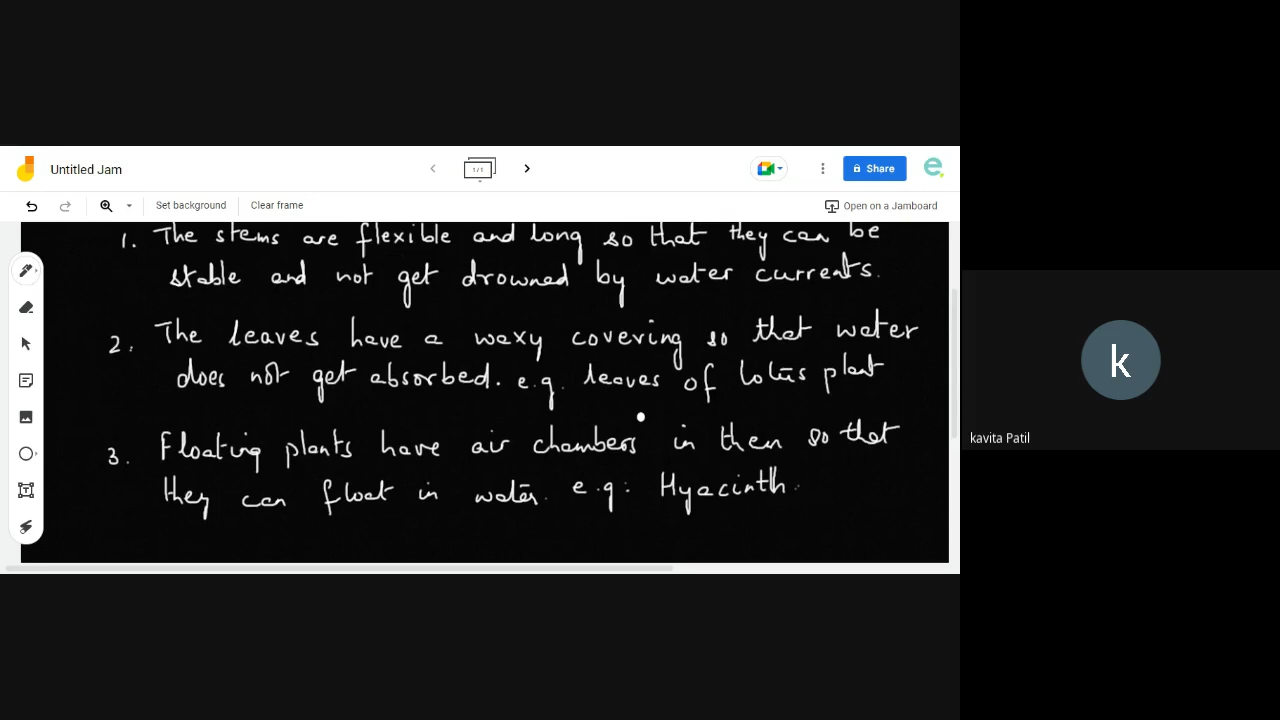 Untitled Jam
1/1
Share
Set background
Clear frame
Open on a Jamboard
1. The stems are flexible and long so that they can be
stable and not get drowned by water currents.
2. The leaves have a waxy covering so that water
does not get absorbed. e.g. leaves of lotus plant
3. Floating plants have air chambers in them so that
they can float in water. e.g: Hyacinth.
k
kavita Patil